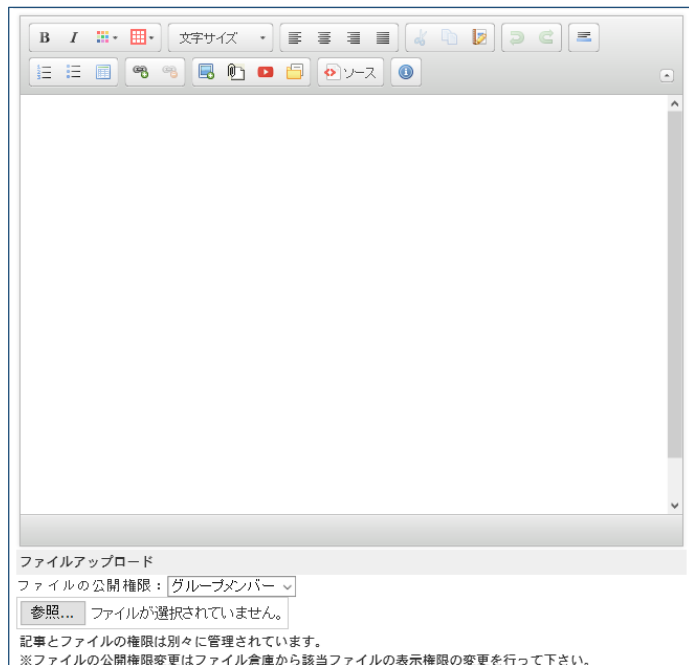 B I 文字サイズ
ソース
ファイルアップロード
ファイルの公開権限：グループメンバー
参照... ファイルが選択されていません。
記事とファイルの権限は別々に管理されています。
※ファイルの公開権限変更はファイル倉庫から該当ファイルの表示権限の変更を行って下さい。